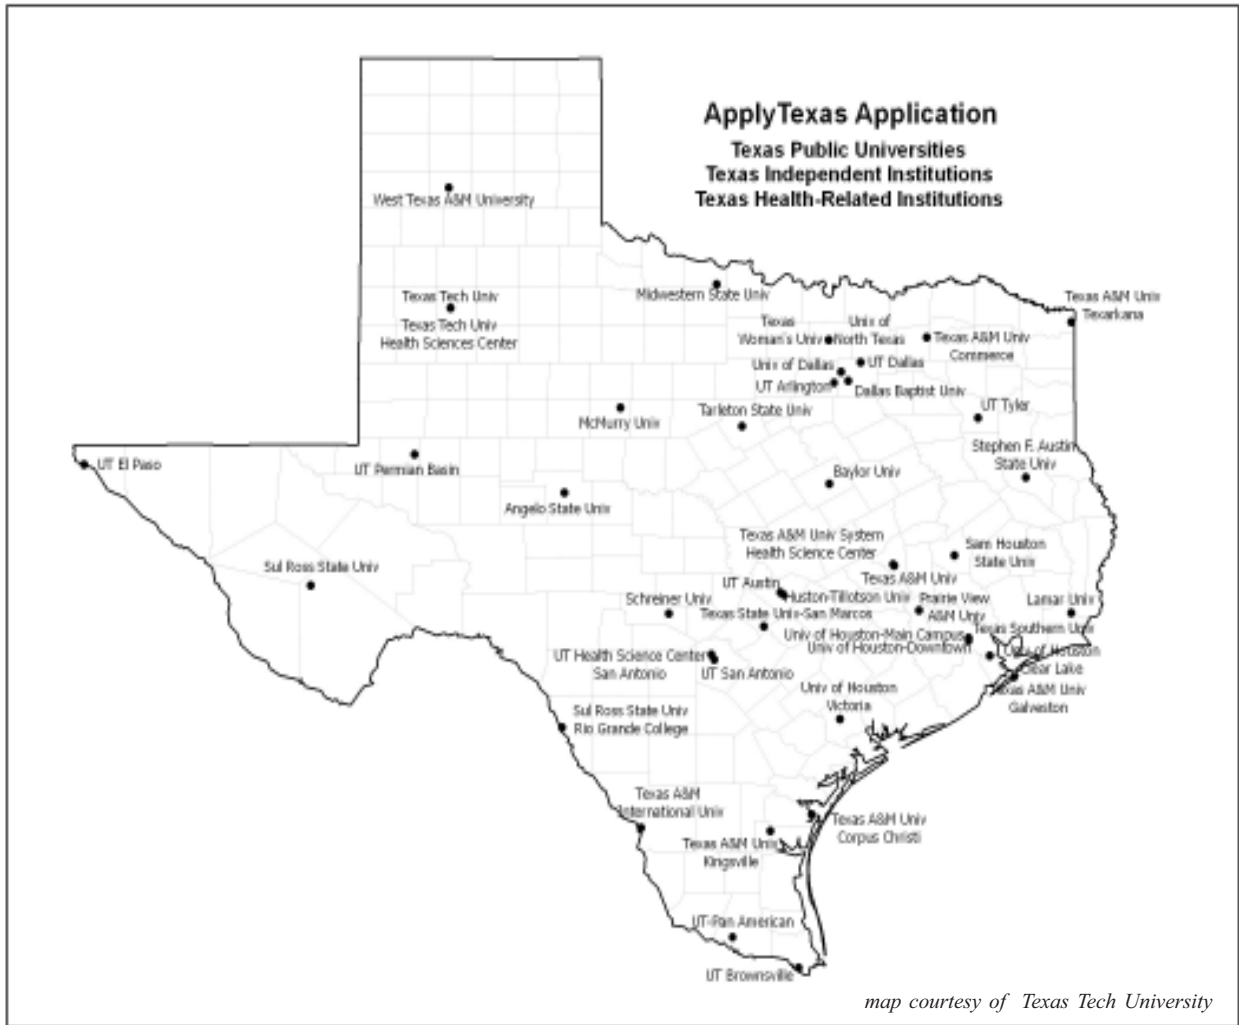 ApplyTexas Application
Texas Public Universities
Texas Independent Institutions
Texas Health-Related Institutions
West Texas A&M University
Texas Tech Univ
Texas Tech Univ
Health Sciences Center
Midwestern State Univ
Texas A&M Univ
Texarkana
Texas
Woman's Univ
Univ of
North Texas
Texas A&M Univ
Commerce
Univ of Dallas
UT Dallas
UT Arlington
Dallas Baptist Univ
McMurry Univ
Tarleton State Univ
UT Tyler
UT El Paso
UT Permian Basin
Stephen F. Austin
State Univ
Baylor Univ
Angelo State Univ
Texas A&M Univ System
Health Science Center
Sam Houston
State Univ
Texas A&M Univ
Sul Ross State Univ
UT Austin
Huston-Tillotson Univ
Prairie View
A&M Univ
Schreiner Univ
Lamar Univ
Texas State Univ-San Marcos
Texas Southern Univ
Univ of Houston-Main Campus
Univ of Houston-Downtown
Univ of Houston
Clear Lake
UT Health Science Center
San Antonio
UT San Antonio
Texas A&M Univ
Galveston
Univ of Houston
Victoria
Sul Ross State Univ
Rio Grande College
Texas A&M
International Univ
Texas A&M Univ
Corpus Christi
Texas A&M Univ
Kingsville
UT-Pan American
UT Brownsville
map courtesy of Texas Tech University